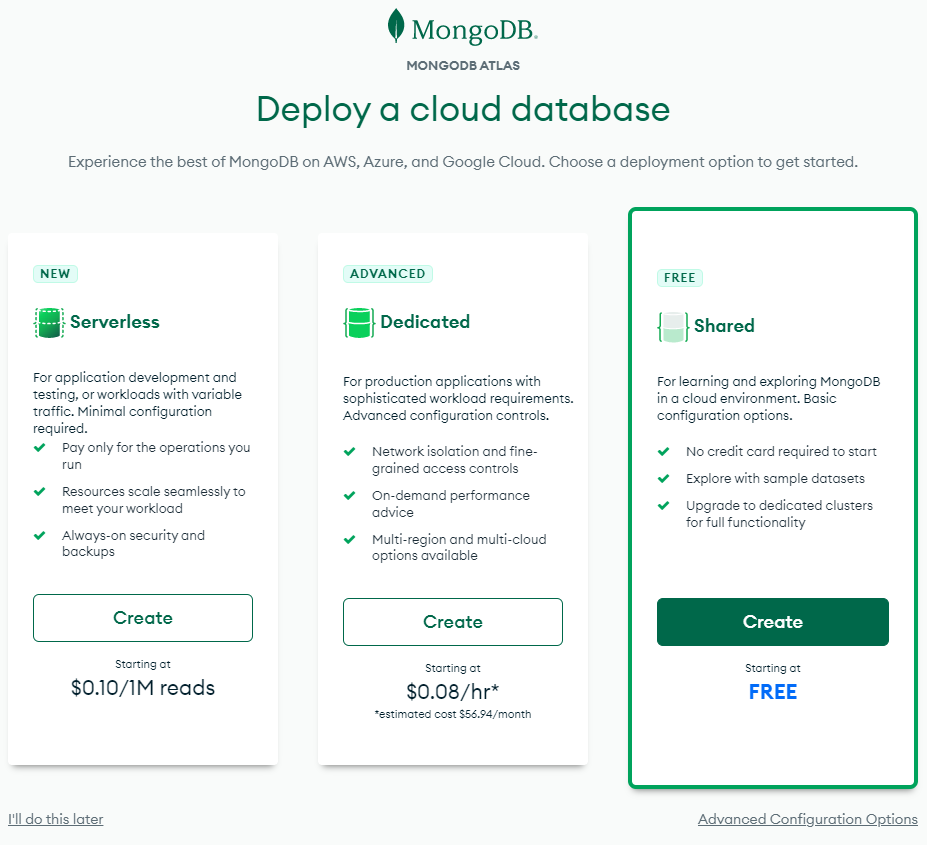 MongoDB®
MONGODB ATLAS
Deploy a cloud database
Experience the best of MongoDB on AWS, Azure, and Google Cloud. Choose a deployment option to get started.
NEW
Serverless
For application development and
testing, or workloads with variable
traffic. Minimal configuration
required.
Pay only for the operations you
run
Resources scale seamlessly to
meet your workload
Always-on security and
backups
Create
Starting at
$0.10/1M reads
ADVANCED
Dedicated
For production applications with
sophisticated workload requirements.
Advanced configuration controls.
Network isolation and fine-
grained access controls
On-demand performance
advice
Multi-region and multi-cloud
options available
Create
Starting at
$0.08/hr*
*estimated cost $56.94/month
FREE
Shared
For learning and exploring MongoDB
in a cloud environment. Basic
configuration options.
No credit card required to start
Explore with sample datasets
Upgrade to dedicated clusters
for full functionality
Create
Starting at
FREE
I'll do this later
Advanced Configuration Options